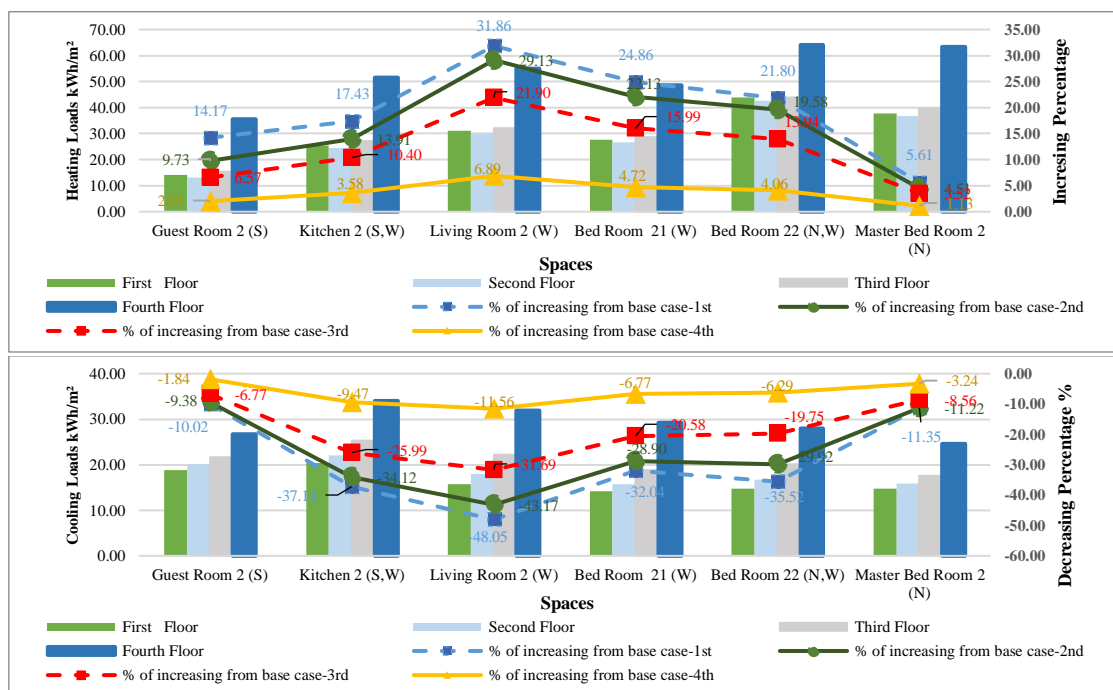 70.00
60.00
50.00
40.00
30.00
20.00
10.00
0.00
Heating Loads kWh/m²
35.00
30.00
25.00
20.00
15.00
10.00
5.00
0.00
Incresing Percentage
14.17
17.43
31.86
24.86
21.80
5.61
9.73
13.91
29.13
22.13
19.58
4.51
6.57
10.40
21.90
15.99
13.94
3.58
6.89
4.72
4.06
1.13
Guest Room 2 (S)
Kitchen 2 (S,W)
Living Room 2 (W)
Bed Room 21 (W)
Bed Room 22 (N,W)
Master Bed Room 2
(N)
Spaces
First Floor
Second Floor
Third Floor
Fourth Floor
% of increasing from base case-1st
% of increasing from base case-2nd
% of increasing from base case-3rd
% of increasing from base case-4th
40.00
30.00
20.00
10.00
0.00
Cooling Loads kWh/m²
0.00
-10.00
-20.00
-30.00
-40.00
-50.00
-60.00
Decreasing Percentage %
-1.84
-9.47
-11.56
-6.77
-6.29
-3.24
-9.38
-6.77
-25.99
-31.69
-20.58
-19.75
-8.56
-10.02
-34.12
-43.17
-28.90
-29.92
-11.22
-48.05
-32.04
-35.52
-11.35
Guest Room 2 (S)
Kitchen 2 (S,W)
Living Room 2 (W)
Bed Room 21 (W)
Bed Room 22 (N,W)
Master Bed Room 2
(N)
Spaces
First Floor
Second Floor
Third Floor
Fourth Floor
% of increasing from base case-1st
% of increasing from base case-2nd
% of increasing from base case-3rd
% of increasing from base case-4th